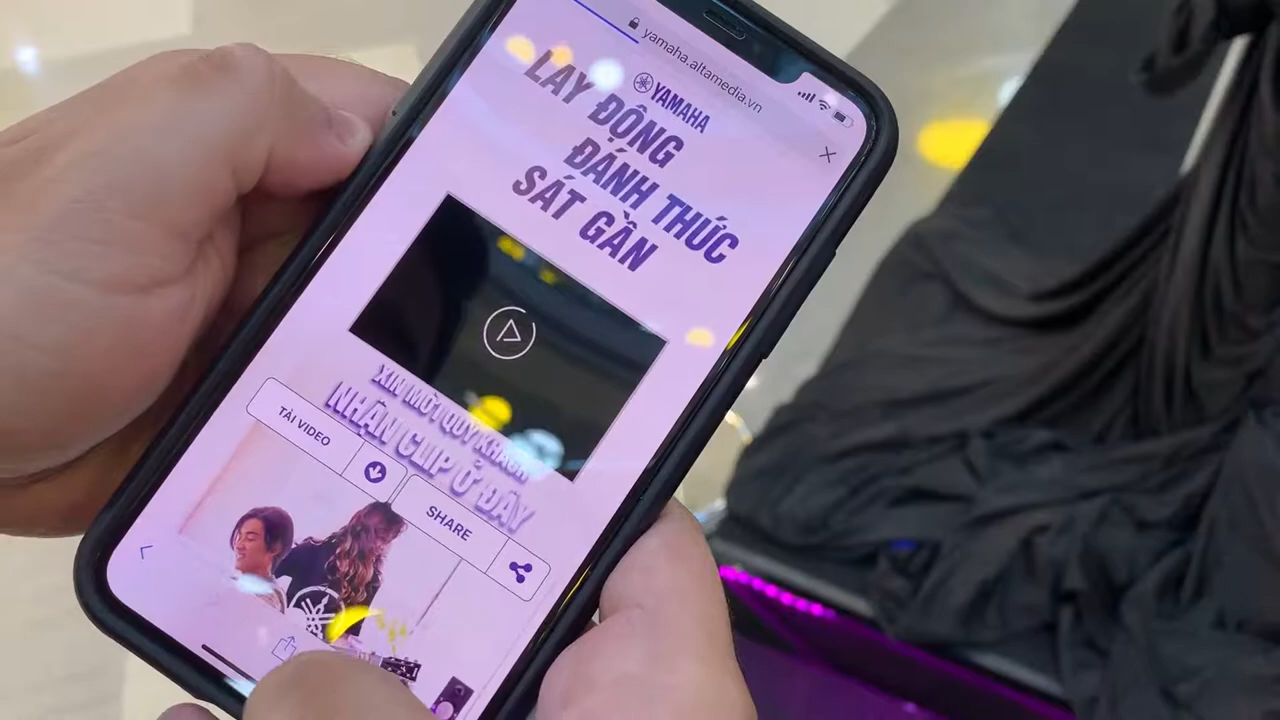 yamaha.altamedia.vn
YAMAHA
LAY ĐỘNG
ĐÁNH THỨC
SÁT GẦN
XIN MỜI QUÝ KHÁCH
NHẬN CLIP Ở ĐÂY
TẢI VIDEO
SHARE